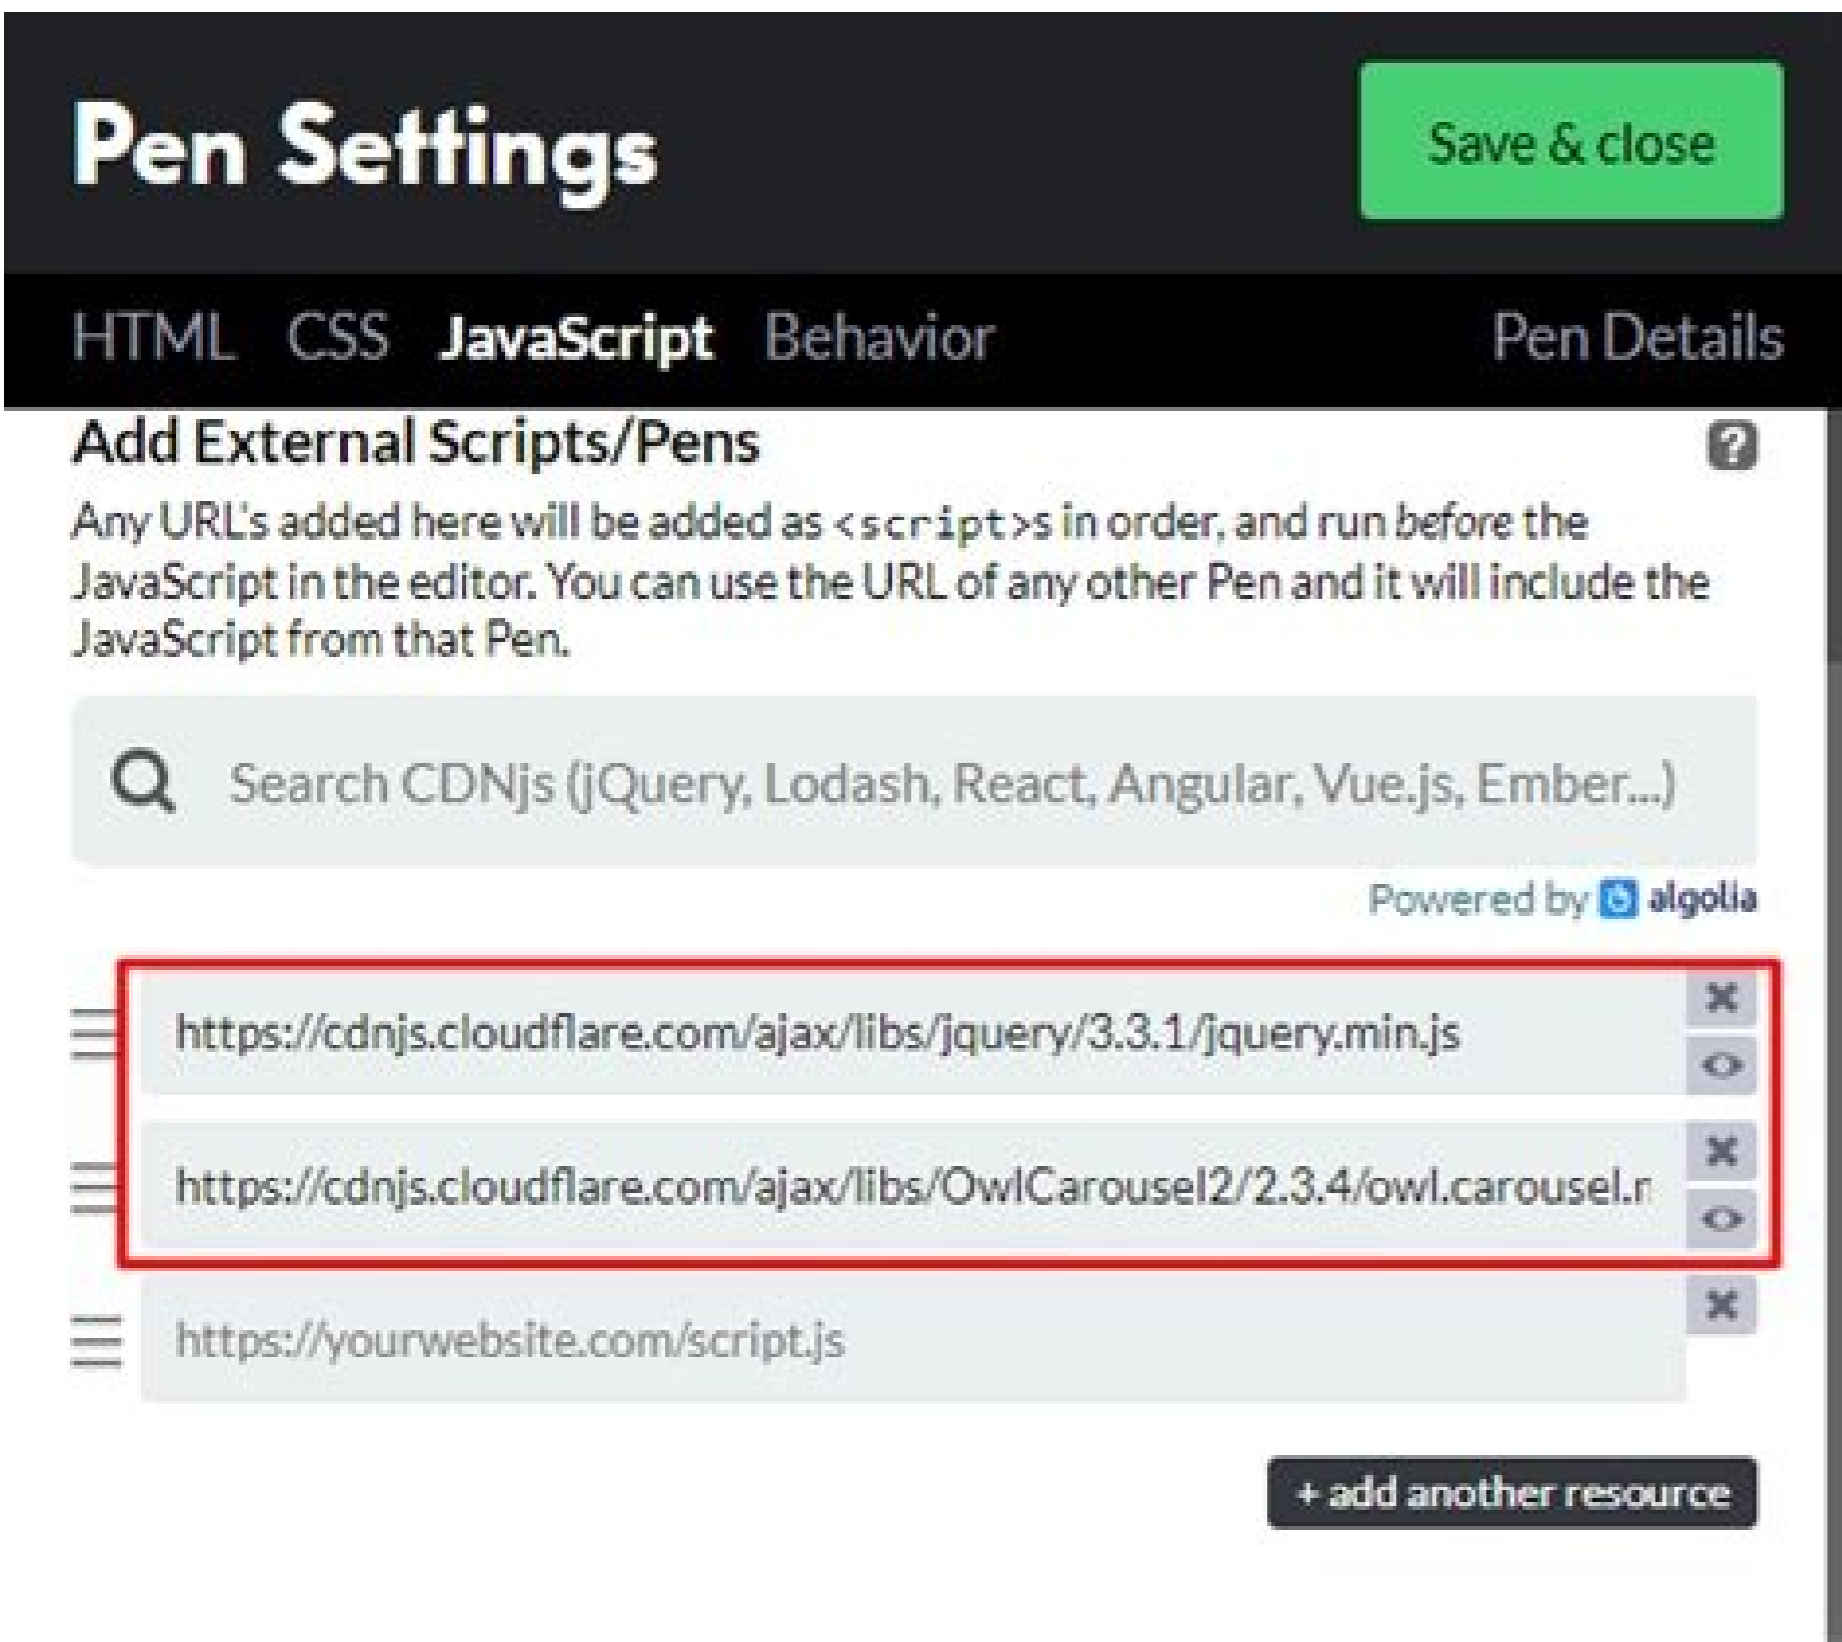 Pen Settings
Save & close
HTML CSS JavaScript Behavior Pen Details
Add External Scripts/Pens
Any URL's added here will be added as <script>s in order, and run before the
JavaScript in the editor. You can use the URL of any other Pen and it will include the
JavaScript from that Pen.
Search CDNjs (jQuery, Lodash, React, Angular, Vue.js, Ember...)
Powered by algolia
https://cdnjs.cloudflare.com/ajax/libs/jquery/3.3.1/jquery.min.js
https://cdnjs.cloudflare.com/ajax/libs/OwlCarousel2/2.3.4/owl.carousel.
https://yourwebsite.com/script.js
+ add another resource